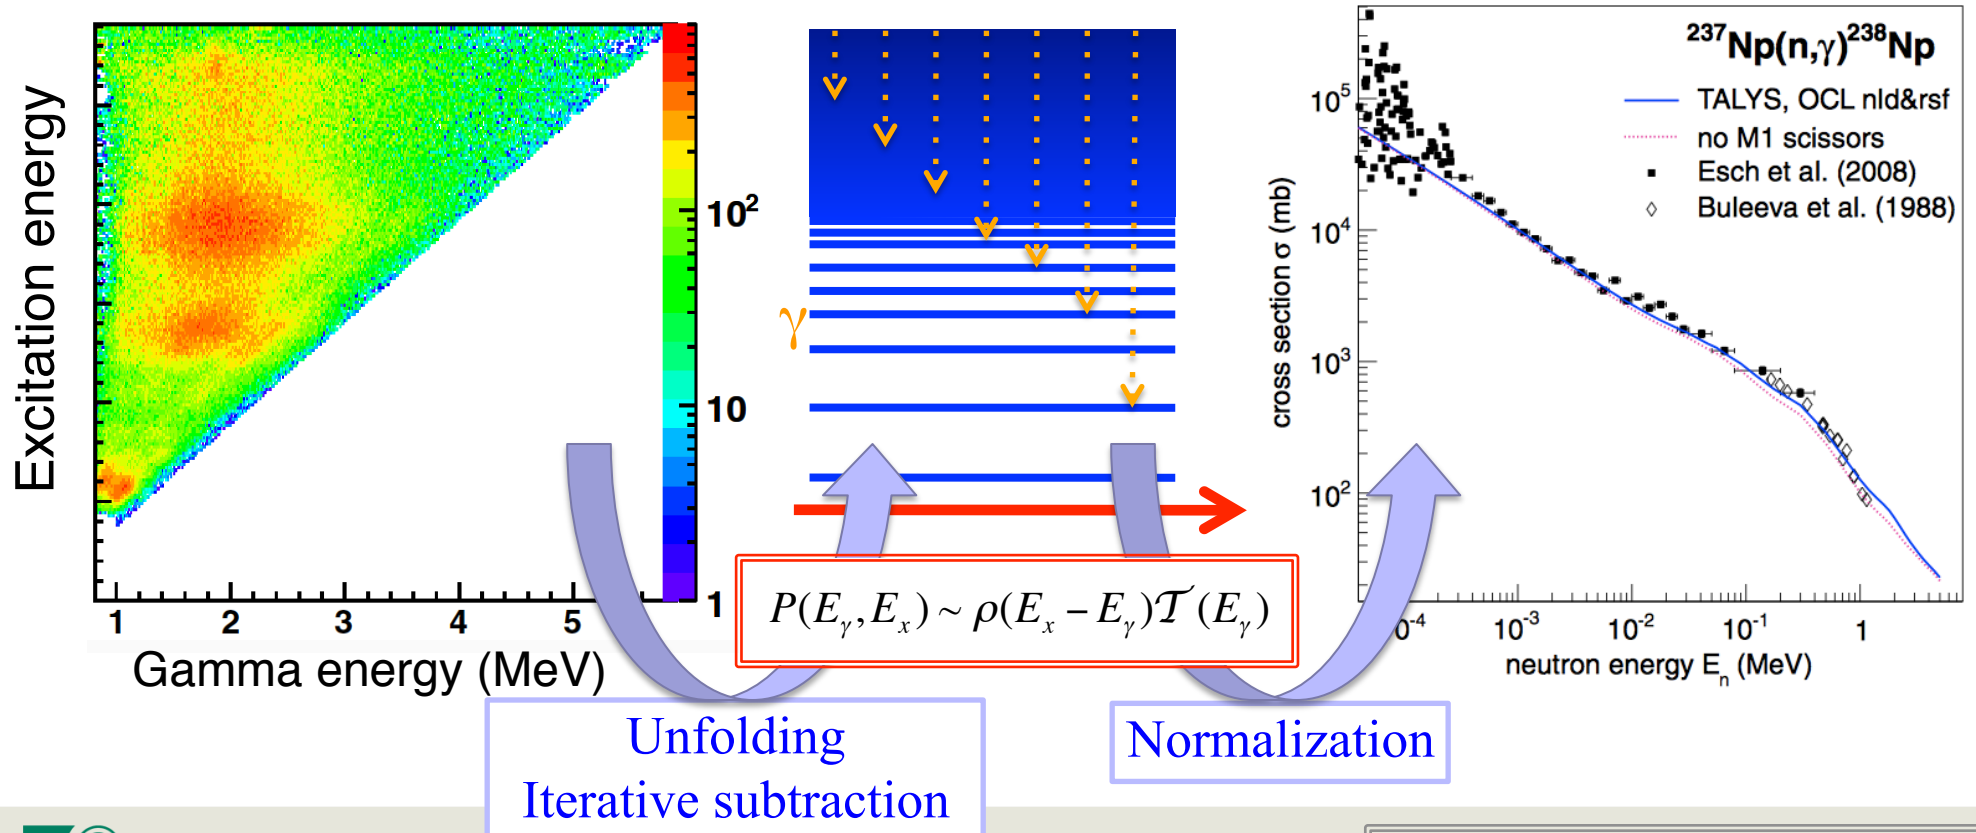 Excitation energy
10²
10
1
1 2 3 4 5
Gamma energy (MeV)
γ
P(Eγ, Eₓ) ~ ρ(Eₓ − Eγ)𝒯(Eγ)
Unfolding
Iterative subtraction
Normalization
²³⁷Np(n,γ)²³⁸Np
TALYS, OCL nld&rsf
no M1 scissors
Esch et al. (2008)
Buleeva et al. (1988)
cross section σ (mb)
10⁵
10⁴
10³
10²
0⁻⁴ 10⁻³ 10⁻² 10⁻¹ 1
neutron energy Eₙ (MeV)